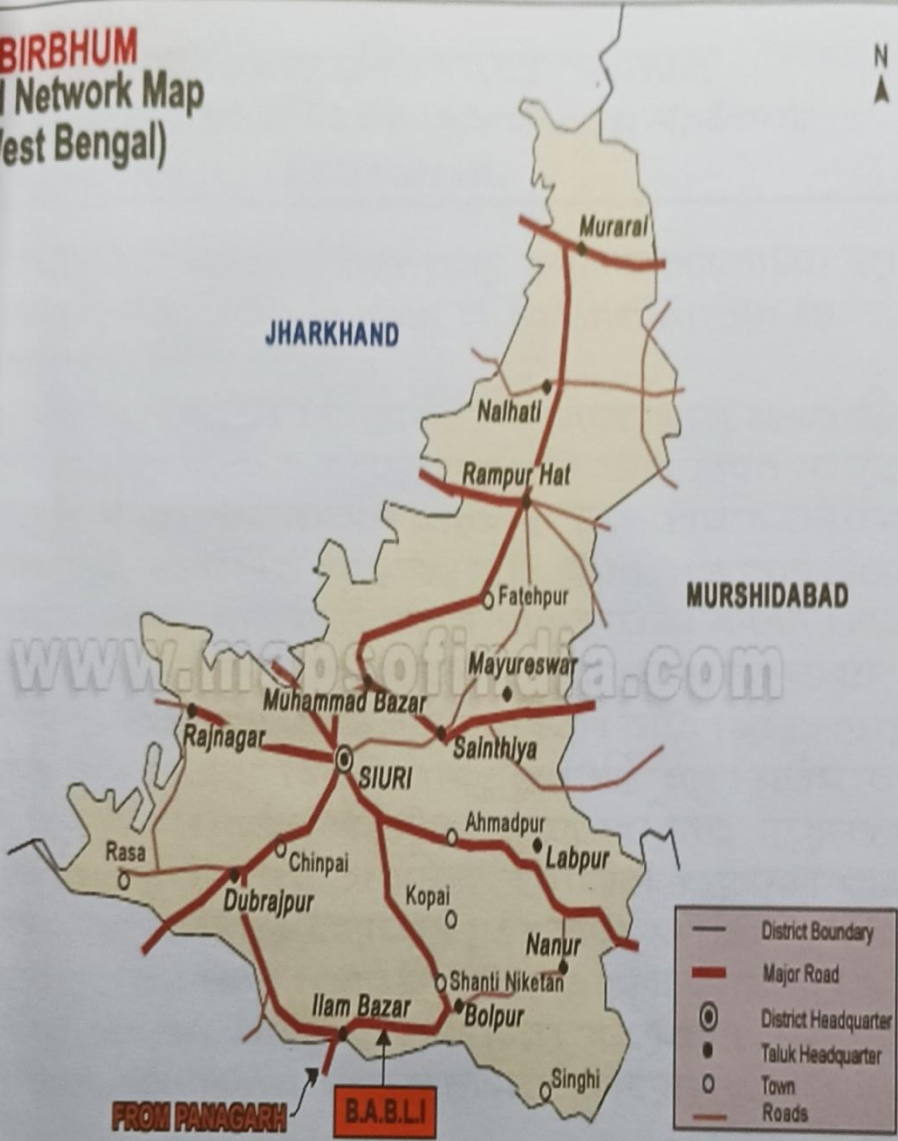 BIRBHUM
Network Map
est Bengal)
N
Murarai
JHARKHAND
Nalhati
Rampur Hat
Fatehpur
MURSHIDABAD
www.mapsofindia.com
Mayureswar
Muhammad Bazar
Rajnagar
Sainthiya
SIURI
Ahmadpur
Rasa
Chinpai
Labpur
Dubrajpur
Kopai
Nanur
Shanti Niketan
Ilam Bazar
Bolpur
Singhi
FROM PANAGARH
B.A.B.L.I
District Boundary
Major Road
District Headquarter
Taluk Headquarter
Town
Roads